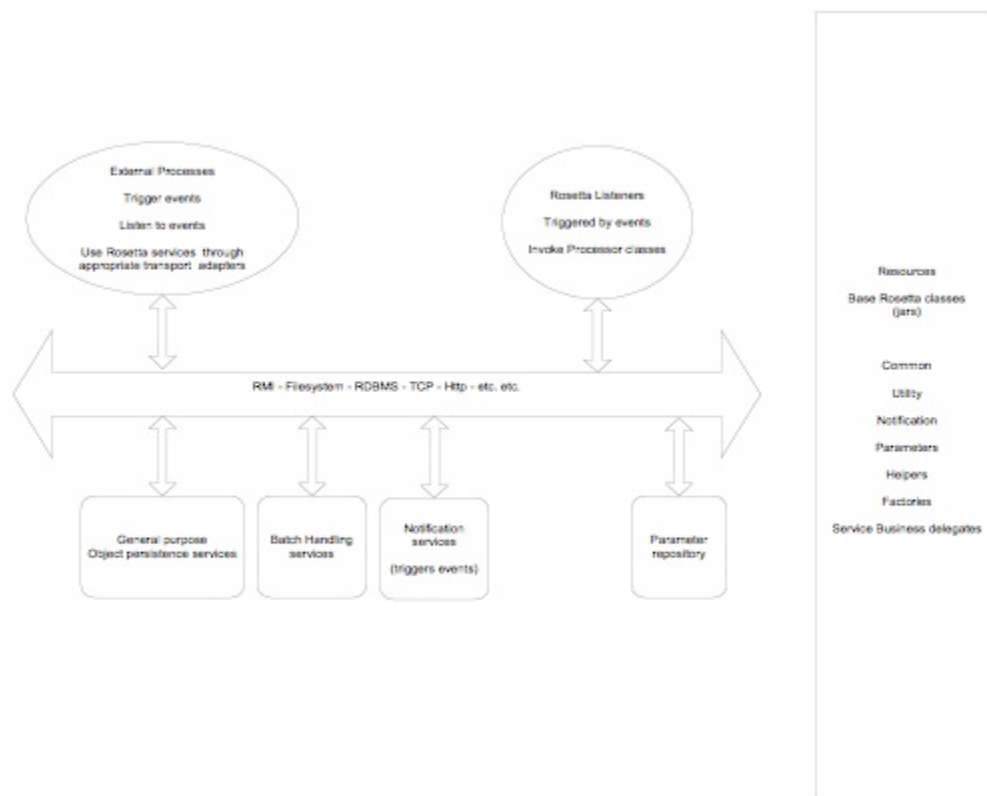 External Processes
Trigger events
Listen to events
Use Rosetta services through
appropriate transport adapters
Rosetta Listeners
Triggered by events
Invoke Processor classes
RMI - Filesystem - RDBMS - TCP - Http - etc. etc.
General purpose
Object persistence services
Batch Handling
services
Notification
services
(triggers events)
Parameter
repository
Resources
Base Rosetta classes
(jars)
Common
Utility
Notification
Parameters
Helpers
Factories
Service Business delegates